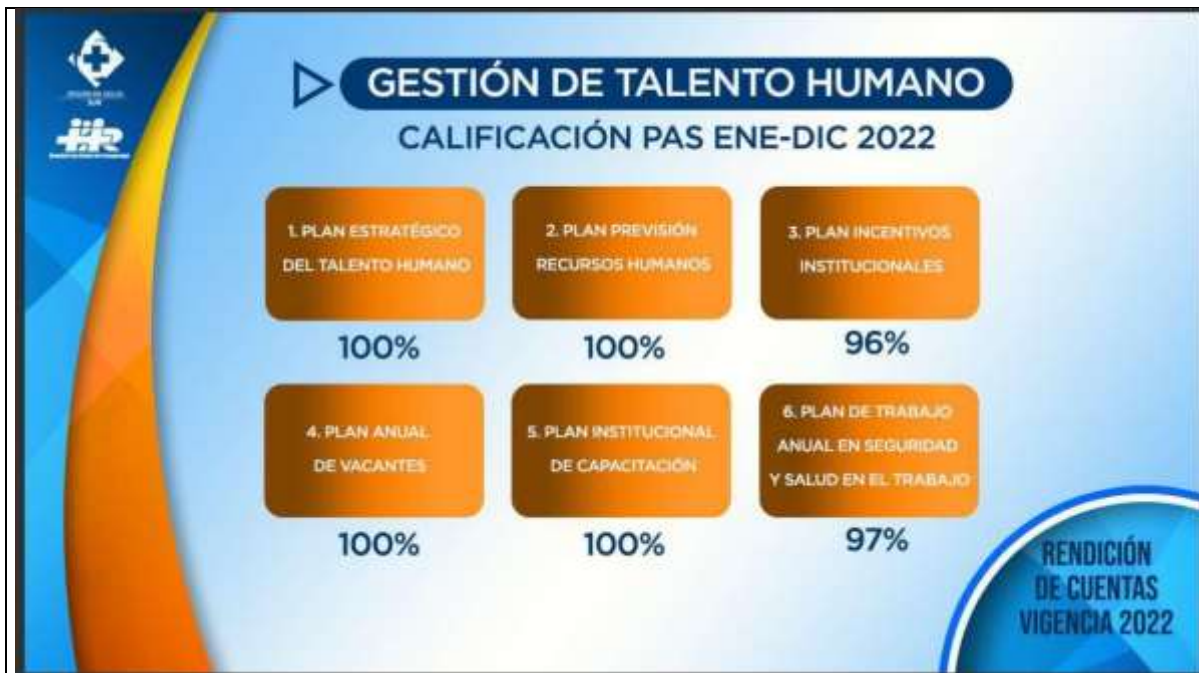 GESTIÓN DE TALENTO HUMANO
CALIFICACIÓN PAS ENE-DIC 2022
1. PLAN ESTRATÉGICO
DEL TALENTO HUMANO
100%
2. PLAN PREVISIÓN
RECURSOS HUMANOS
100%
3. PLAN INCENTIVOS
INSTITUCIONALES
96%
4. PLAN ANUAL
DE VACANTES
100%
5. PLAN INSTITUCIONAL
DE CAPACITACIÓN
100%
6. PLAN DE TRABAJO
ANUAL EN SEGURIDAD
Y SALUD EN EL TRABAJO
97%
RENDICIÓN
DE CUENTAS
VIGENCIA 2022